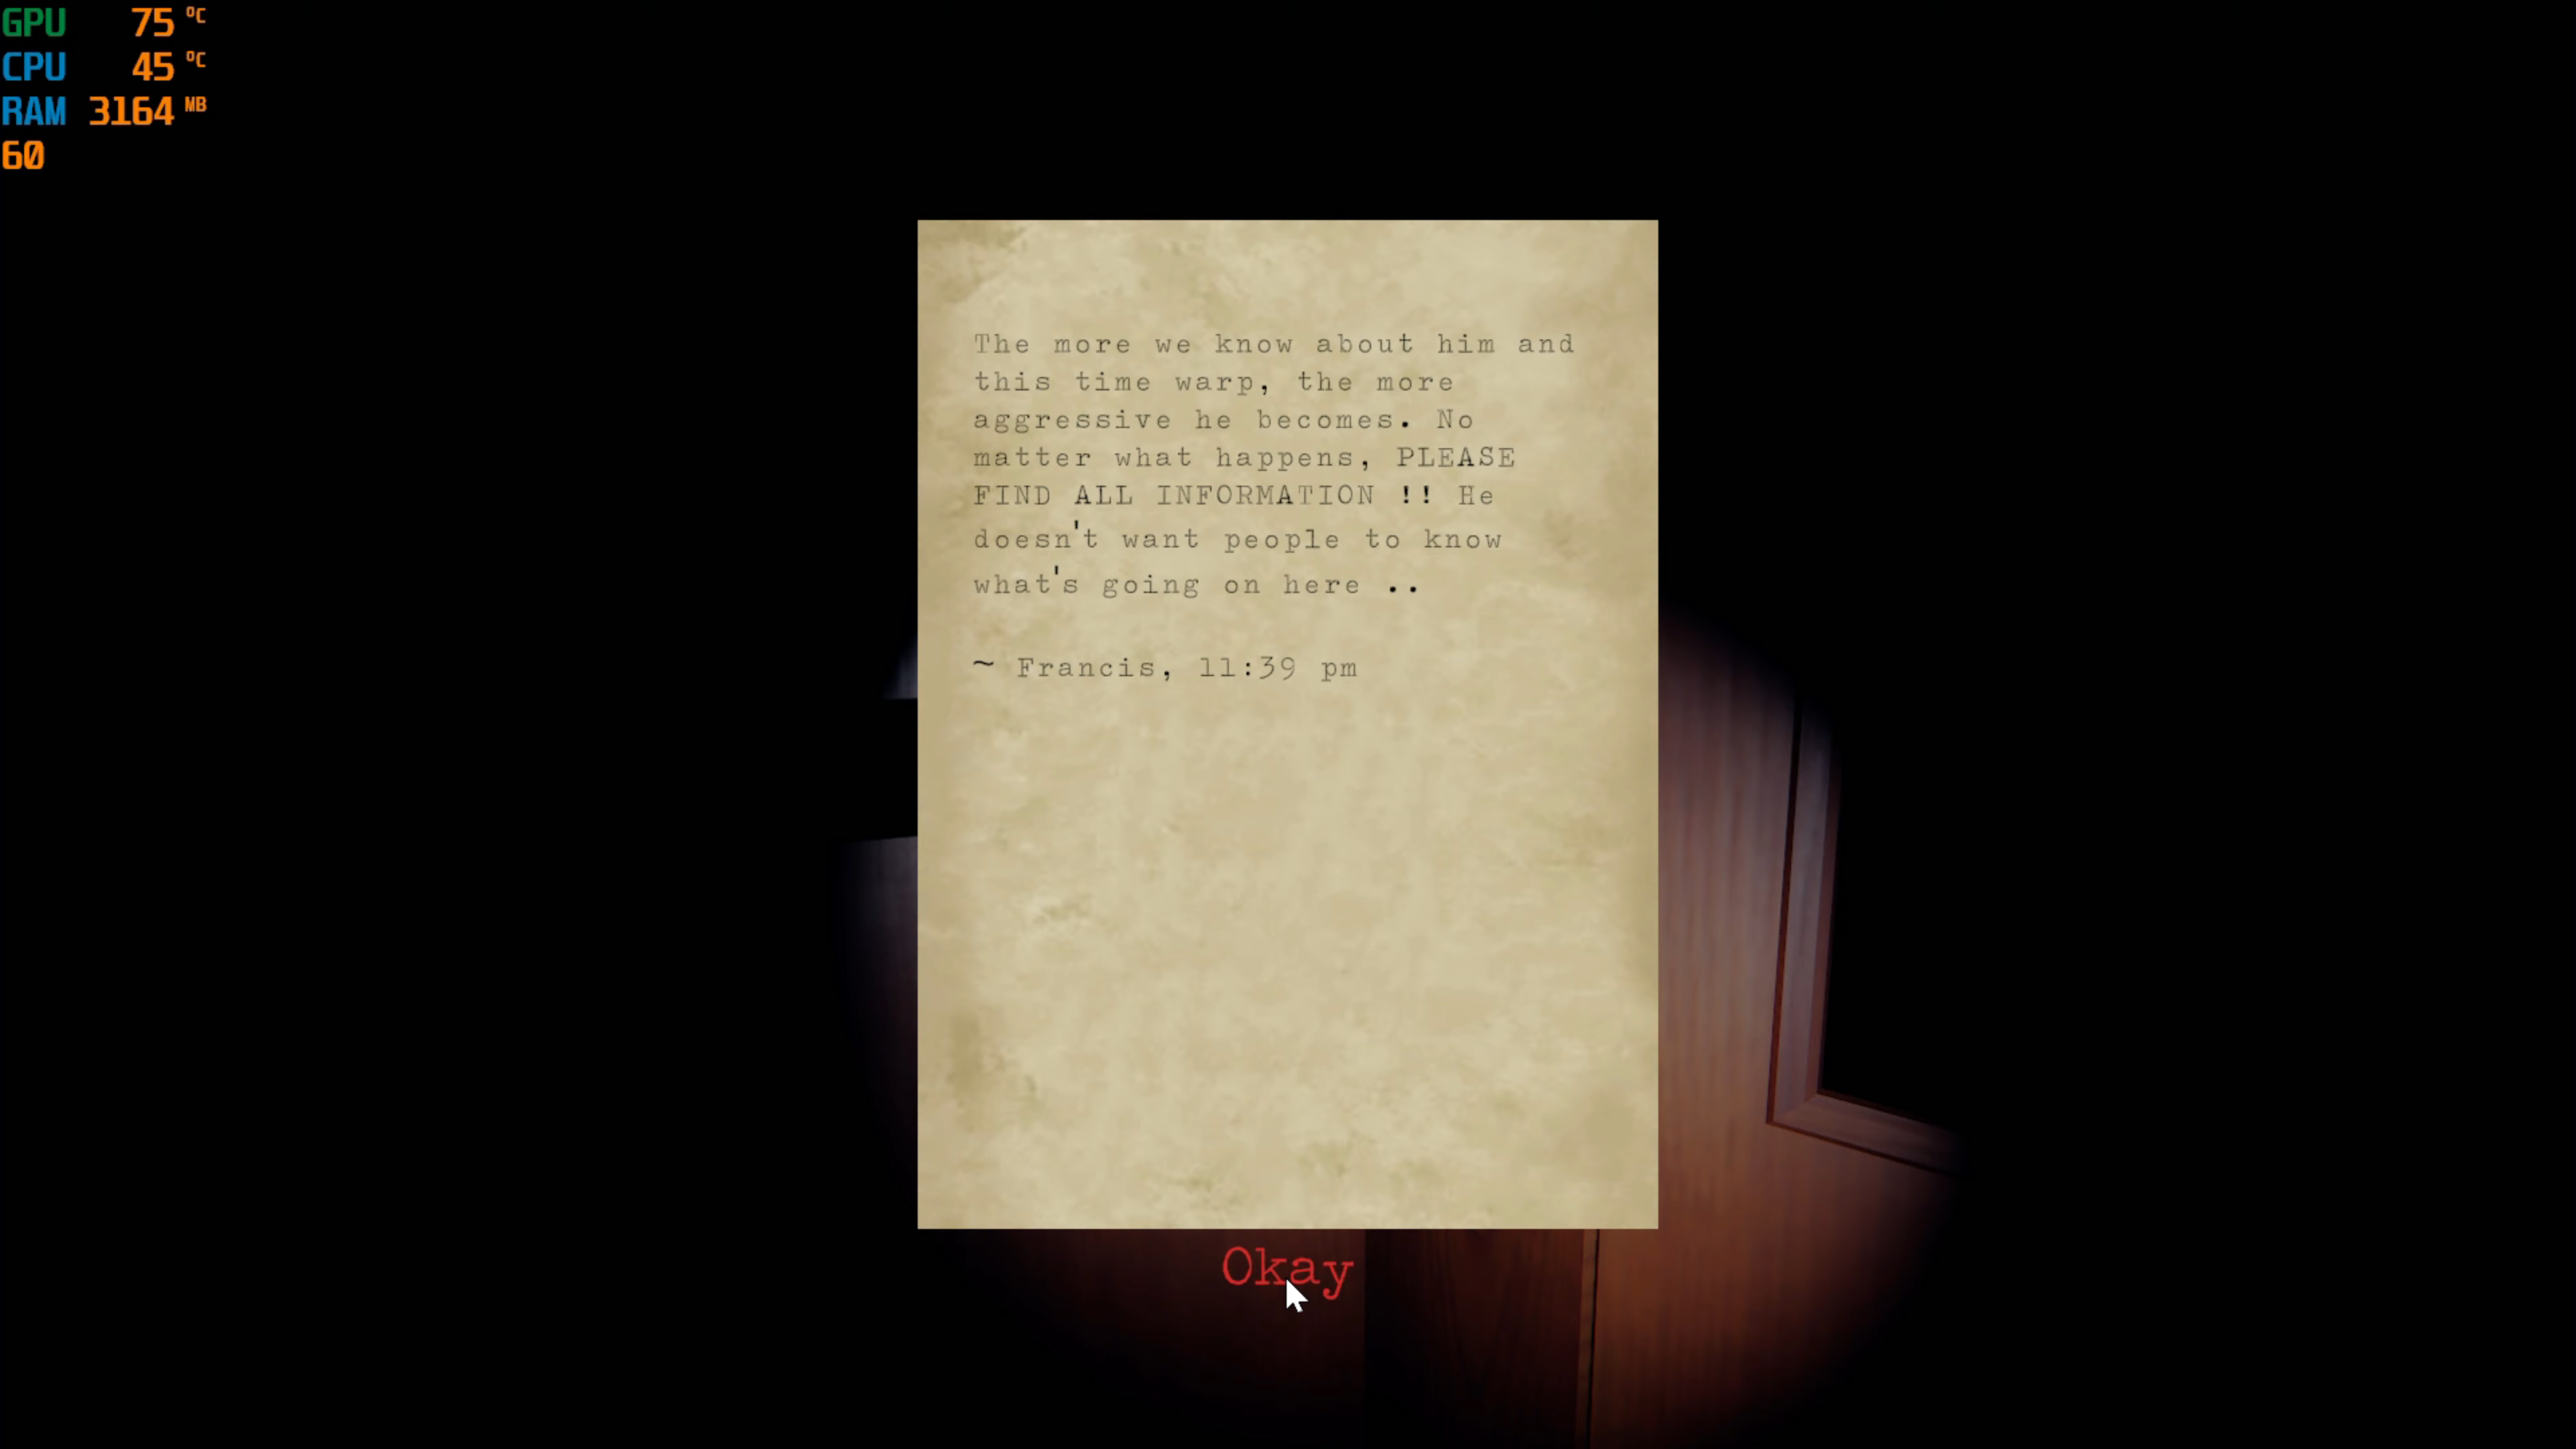 GPU 75 °C
CPU 45 °C
RAM 3164 MB
60
The more we know about him and
this time warp, the more
aggressive he becomes. No
matter what happens, PLEASE
FIND ALL INFORMATION !! He
doesn't want people to know
what's going on here ..
~ Francis, 11:39 pm
Okay